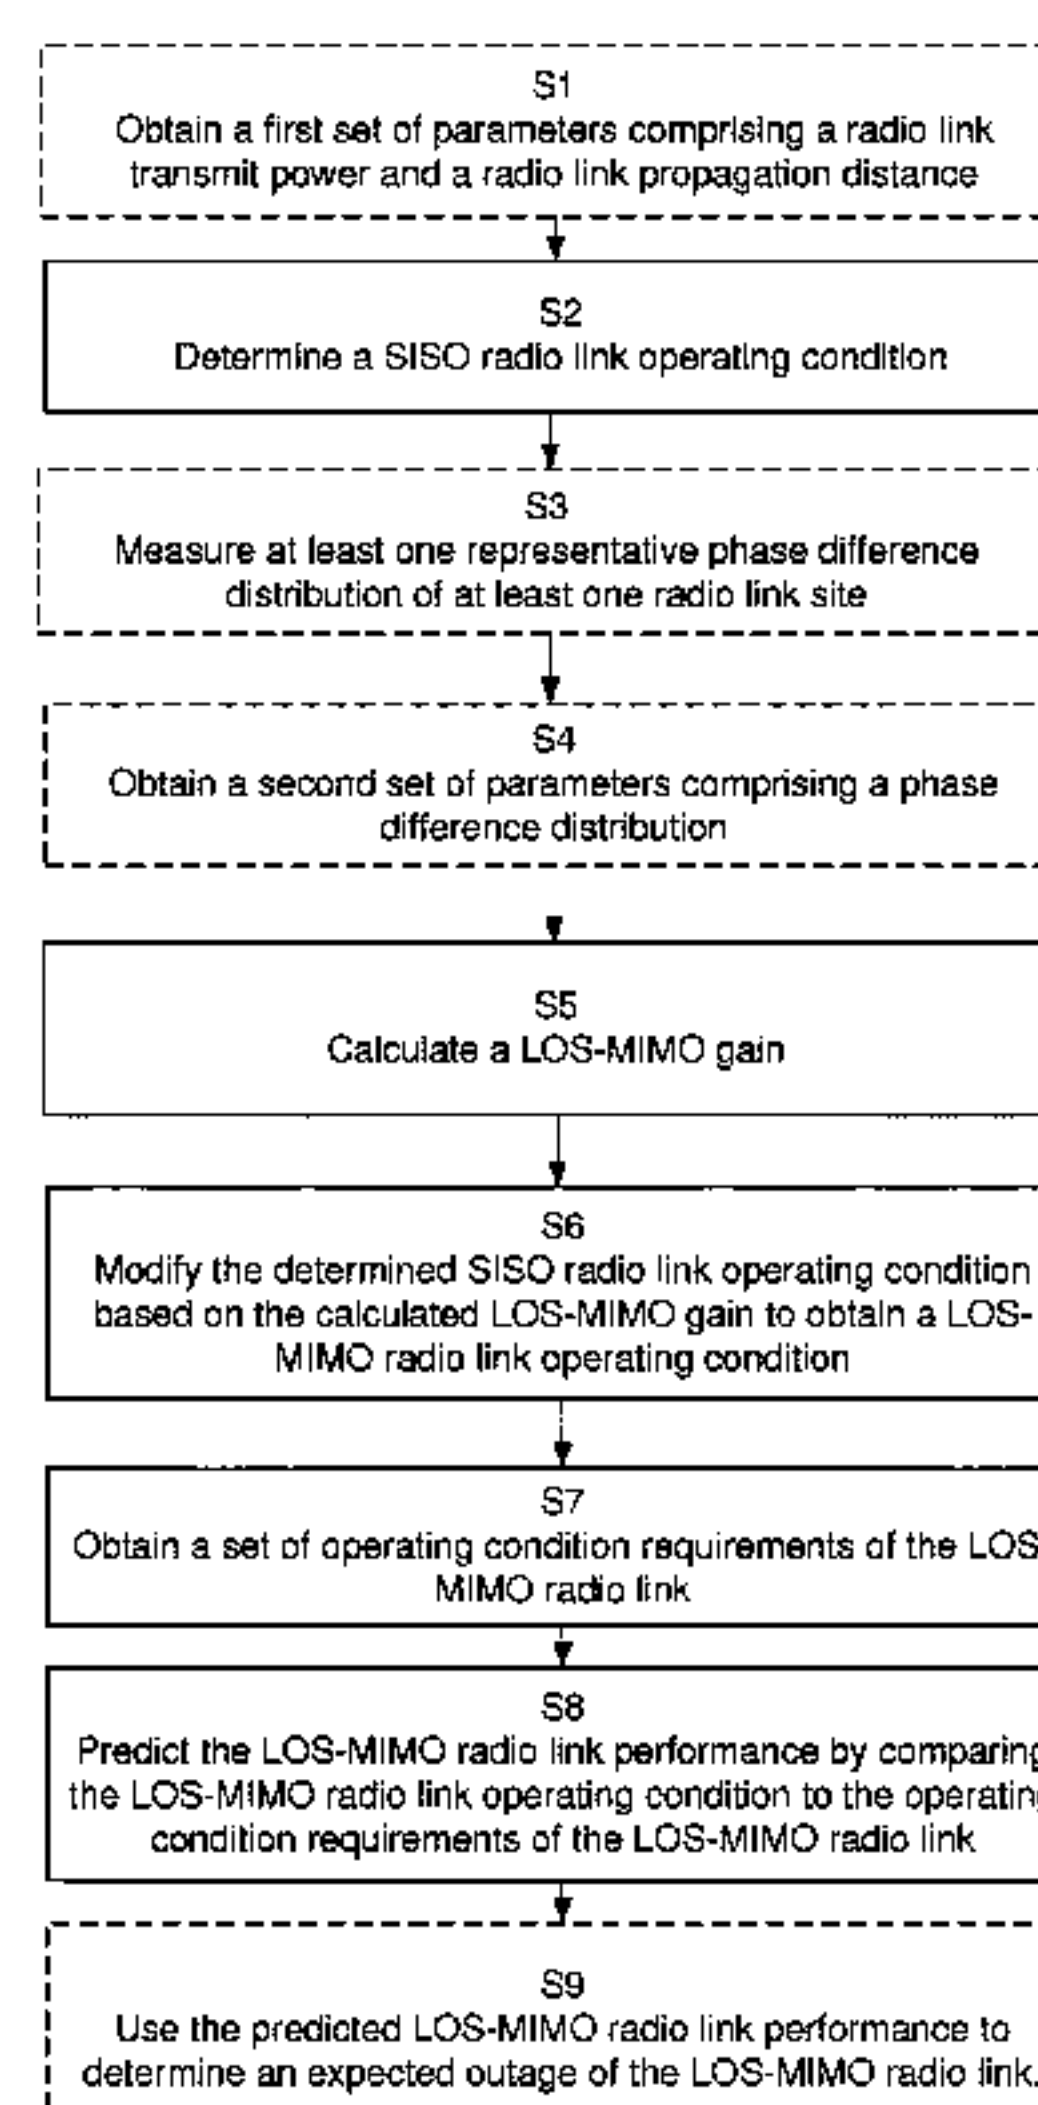 S1
Obtain a first set of parameters comprising a radio link
transmit power and a radio link propagation distance
S2
Determine a SISO radio link operating condition
S3
Measure at least one representative phase difference
distribution of at least one radio link site
S4
Obtain a second set of parameters comprising a phase
difference distribution
S5
Calculate a LOS-MIMO gain
S6
Modify the determined SISO radio link operating condition
based on the calculated LOS-MIMO gain to obtain a LOS-
MIMO radio link operating condition
S7
Obtain a set of operating condition requirements of the LOS
MIMO radio link
S8
Predict the LOS-MIMO radio link performance by comparing
the LOS-MIMO radio link operating condition to the operating
condition requirements of the LOS-MIMO radio link
S9
Use the predicted LOS-MIMO radio link performance to
determine an expected outage of the LOS-MIMO radio link.